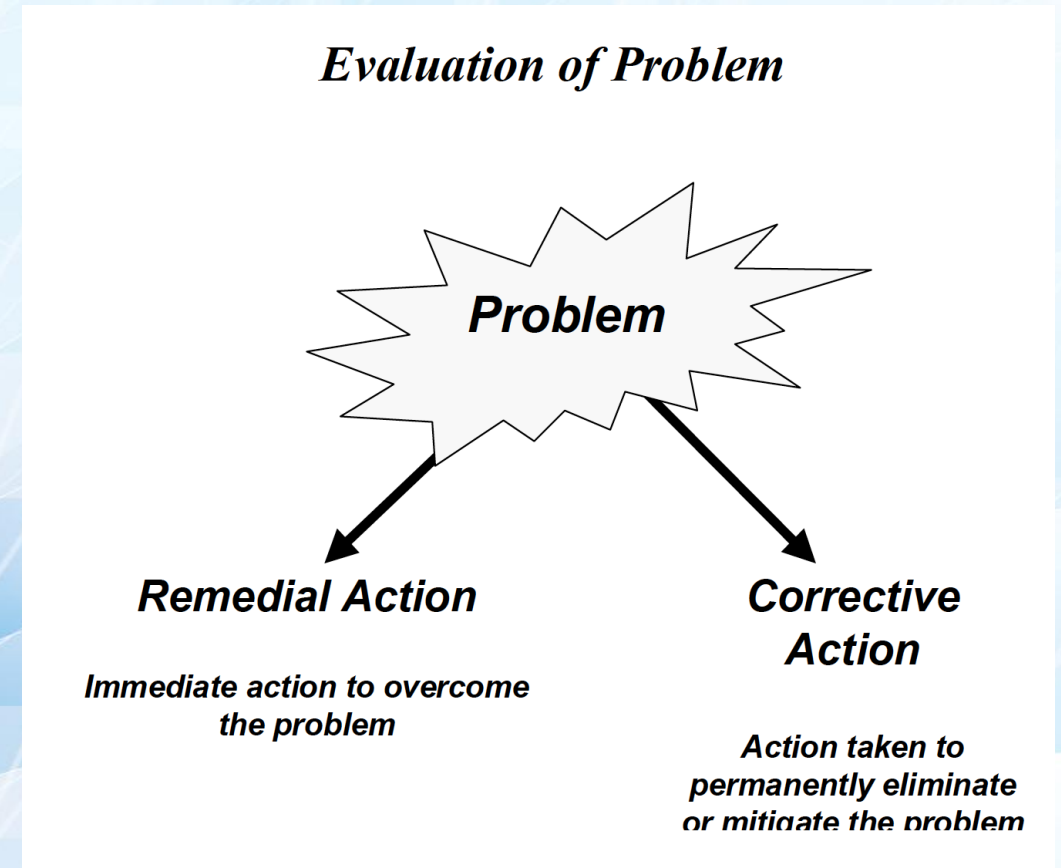 Evaluation of Problem
Problem
Remedial Action
Immediate action to overcome
the problem
Corrective
Action
Action taken to
permanently eliminate
or mitigate the problem